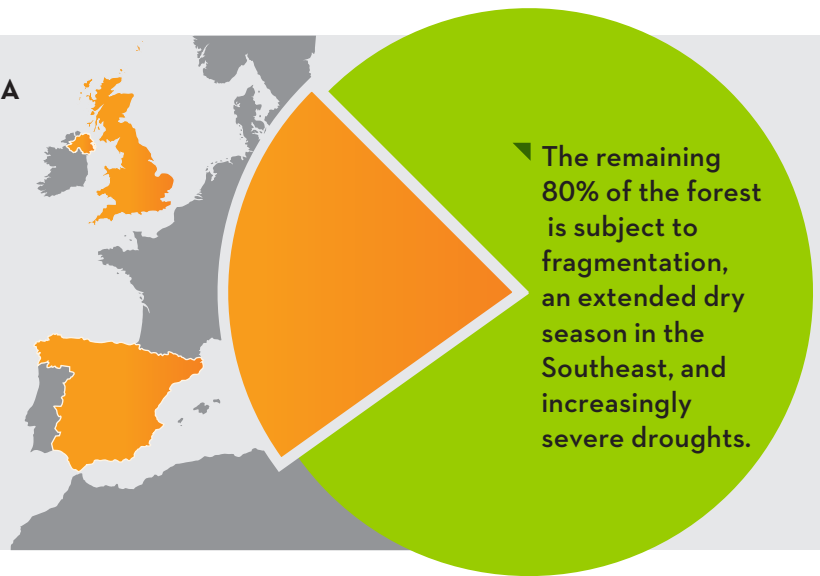 A
The remaining
80% of the forest
is subject to
fragmentation,
an extended dry
season in the
Southeast, and
increasingly
severe droughts.